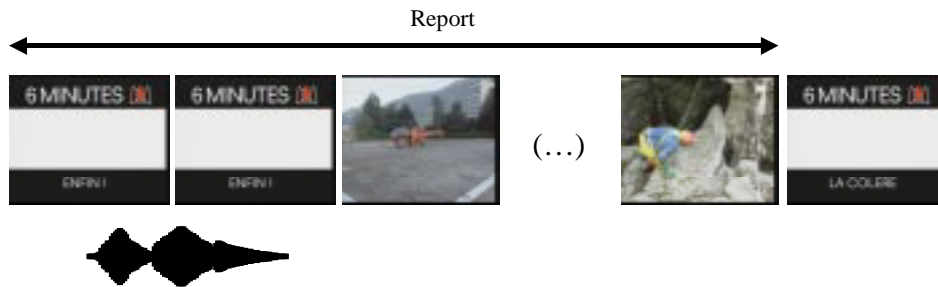 Report
6 MINUTES
6 MINUTES
6 MINUTES
(…)
ENFIN !
ENFIN !
LA COLERE